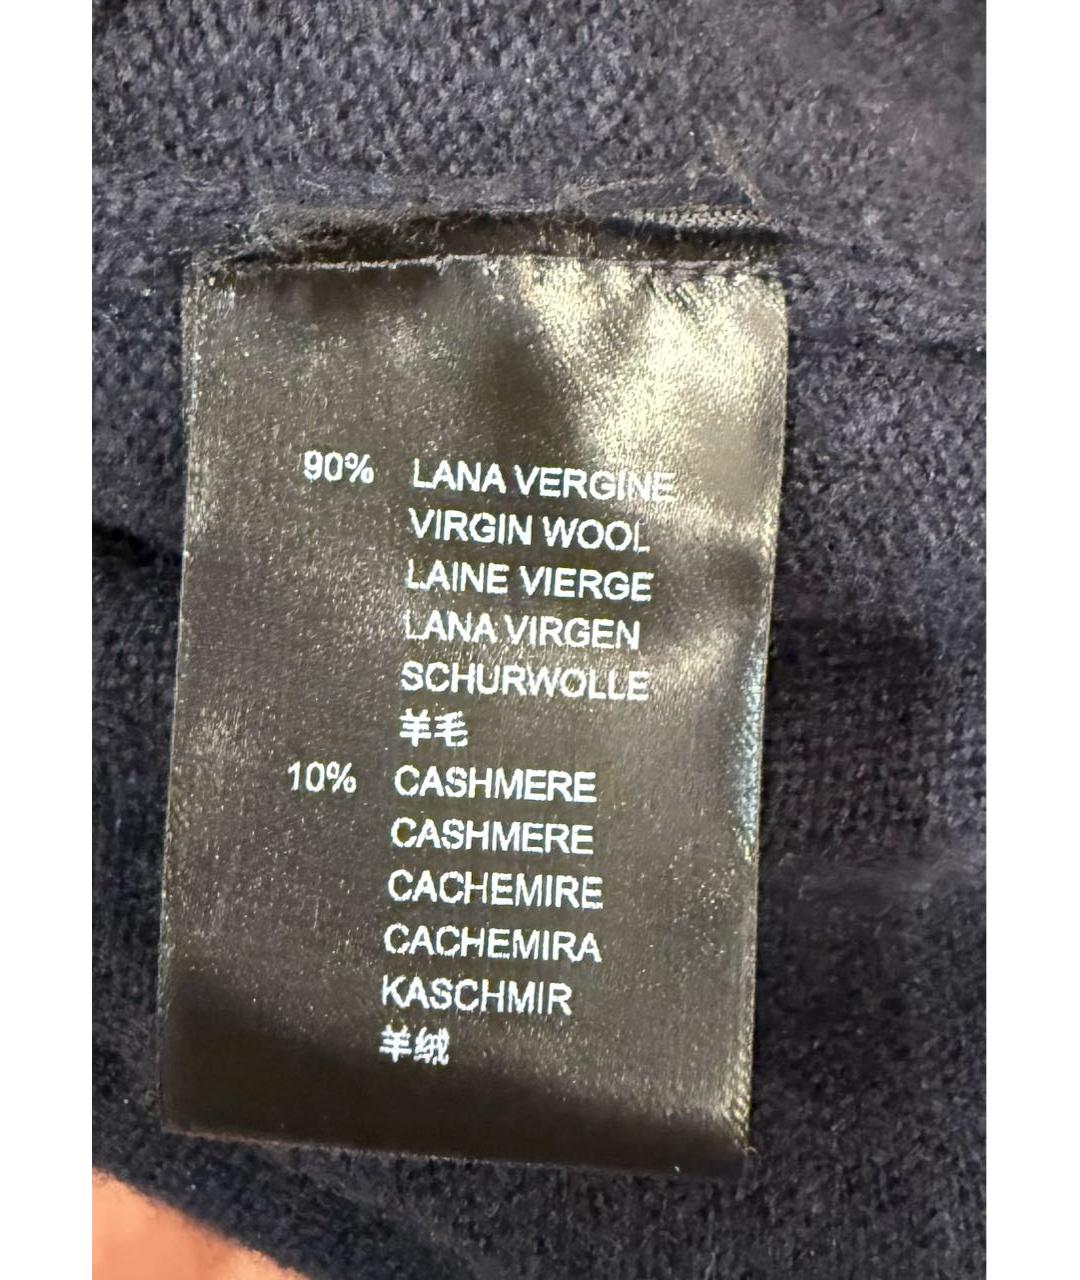 90% LANA VERGINE
VIRGIN WOOL
LAINE VIERGE
LANA VIRGEN
SCHURWOLLE
羊毛
10% CASHMERE
CASHMERE
CACHEMIRE
CACHEMIRA
KASCHMIR
羊绒